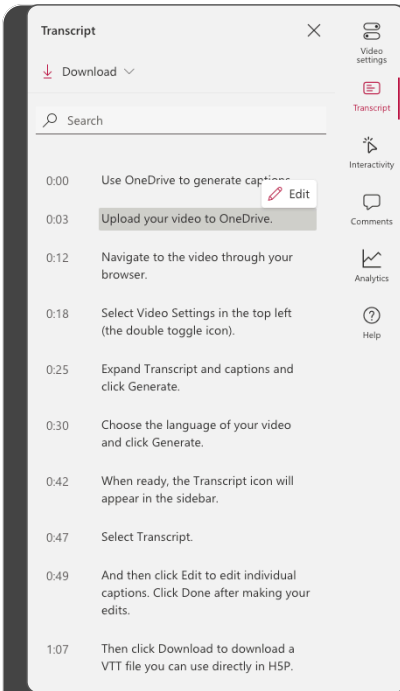 Transcript
Download
Search
0:00 Use OneDrive to generate captions
Edit
0:03 Upload your video to OneDrive.
0:12 Navigate to the video through your
browser.
0:18 Select Video Settings in the top left
(the double toggle icon).
0:25 Expand Transcript and captions and
click Generate.
0:30 Choose the language of your video
and click Generate.
0:42 When ready, the Transcript icon will
appear in the sidebar.
0:47 Select Transcript.
0:49 And then click Edit to edit individual
captions. Click Done after making your
edits.
1:07 Then click Download to download a
VTT file you can use directly in H5P.
Video
settings
Transcript
Interactivity
Comments
Analytics
Help